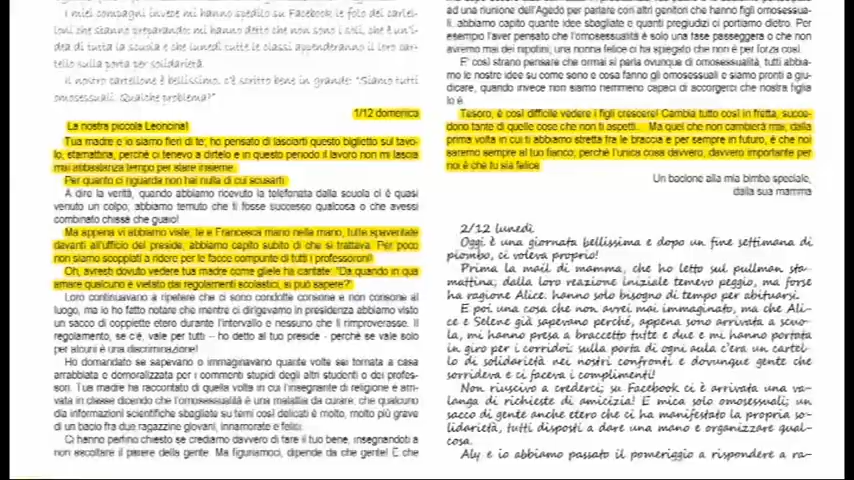 I miei compagni invece mi hanno spedito su Facebook le foto dei cartel-
loni che stanno preparando: mi hanno detto che non sono i soli, che è un'i-
dea di tutta la scuola e che lunedì tutte le classi appenderanno il loro car-
tello sulla porta per solidarietà.
Il nostro cartellone è bellissimo, c'è scritto bene in grande: "Siamo tutti
omosessuali. Qualche problema?"
1/12 domenica
La nostra piccola Leoncina!
Tua madre e io siamo fieri di te; ho pensato di lasciarti questo biglietto sul tavo-
lo, stamattina, perché ci tenevo a dirtelo e in questo periodo il lavoro non mi lascia
mai abbastanza tempo per stare insieme.
Per quanto ci riguarda non hai nulla di cui scusarti.
A dire la verità, quando abbiamo ricevuto la telefonata dalla scuola ci è quasi
venuto un colpo; abbiamo temuto che ti fosse successo qualcosa o che avessi
combinato chissà che guaio!
Ma appena vi abbiamo viste, te e Francesca mano nella mano, tutte spaventate
davanti all'ufficio del preside, abbiamo capito subito di che si trattava. Per poco
non siamo scoppiati a ridere per le facce compunte di tutti i professoroni!
Oh, avresti dovuto vedere tua madre come gliele ha cantate: "Da quando in qua
amare qualcuno è vietato dai regolamenti scolastici, si può sapere?"
Loro continuavano a ripetere che ci sono condotte consone e non consone al
luogo, ma io ho fatto notare che mentre ci dirigevamo in presidenza abbiamo visto
un sacco di coppiette etero durante l'intervallo e nessuno che li rimproverasse. Il
regolamento, se c'è, vale per tutti – ho detto al tuo preside - perché se vale solo
per alcuni è una discriminazione!
Ho domandato se sapevano o immaginavano quante volte sei tornata a casa
arrabbiata e demoralizzata per i commenti stupidi degli altri studenti o dei profes-
sori. Tua madre ha raccontato di quella volta in cui l'insegnante di religione è arri-
vata in classe dicendo che l'omosessualità è una malattia da curare, che qualcuno
dia informazioni scientifiche sbagliate su temi così delicati è molto, molto più grave
di un bacio fra due ragazzine giovani, innamorate e felici.
Ci hanno perfino chiesto se crediamo davvero di fare il tuo bene, insegnandoti a
non ascoltare il parere della gente. Ma figuriamoci, dipende da che gente! E che
ad una riunione dell'Agedo per parlare con altri genitori che hanno figli omosessua-
li, abbiamo capito quante idee sbagliate e quanti pregiudizi ci portiamo dietro. Per
esempio l'aver pensato che l'omosessualità è solo una fase passeggera o che non
avremo mai dei nipotini; una nonna felice ci ha spiegato che non è per forza così.
E' così strano pensare che ormai si parla ovunque di omosessualità, tutti abbia-
mo le nostre idee su come sono e cosa fanno gli omosessuali e siamo pronti a giu-
dicare, quando invece non siamo nemmeno capaci di accorgerci che nostra figlia
lo è.
Tesoro, è così difficile vedere i figli crescere! Cambia tutto così in fretta, succe-
dono tante di quelle cose che non ti aspetti... Ma quel che non cambierà mai, dalla
prima volta in cui ti abbiamo stretta fra le braccia e per sempre in futuro, è che noi
saremo sempre al tuo fianco; perché l'unica cosa davvero, davvero importante per
noi è che tu sia felice
Un bacione alla mia bimba speciale,
dalla sua mamma
2/12 lunedì
Oggi è una giornata bellissima e dopo un fine settimana di
piombo, ci voleva proprio!
Prima la mail di mamma, che ho letto sul pullman sta-
mattina; dalla loro reazione iniziale temevo peggio, ma forse
ha ragione Alice: hanno solo bisogno di tempo per abituarsi.
E poi una cosa che non avrei mai immaginato, ma che Ali-
ce e Selene già sapevano perché, appena sono arrivata a scuo-
la, mi hanno presa a braccetto tutte e due e mi hanno portata
in giro per i corridoi; sulla porta di ogni aula c'era un cartel-
lo di solidarietà nei nostri confronti e dovunque gente che
sorrideva e ci faceva i complimenti!
Non riuscivo a crederci; su Facebook ci è arrivata una va-
langa di richieste di amicizia! E mica solo omosessuali; un
sacco di gente anche etero che ci ha manifestato la propria so-
lidarietà, tutti disposti a dare una mano e organizzare qual-
cosa.
Aly e io abbiamo passato il pomeriggio a rispondere a ra-